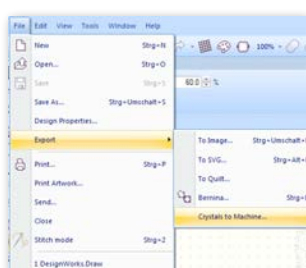 File Edit View Tools Window Help
New Strg+N
100%
Open... Strg+O
Save Strg+S
60.0 %
Save As... Strg+Umschalt+S
Design Properties...
Export
To Image... Strg+Umschalt+
Print... Strg+P
To SVG... Strg+Alt+
Print Artwork...
To Quilt...
Send...
Bernina... Strg+
Close
Crystals to Machine...
Stitch mode Strg+2
1 DesignWorks.Draw